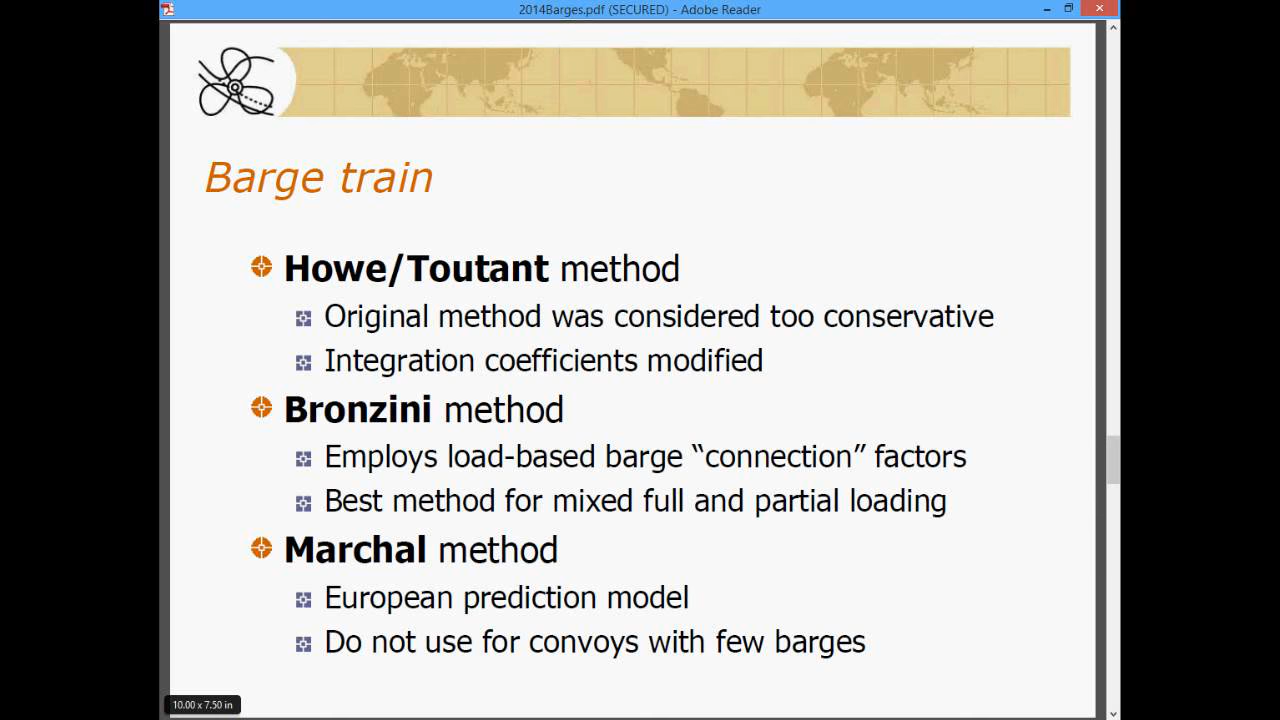 2014Barges.pdf (SECURED) - Adobe Reader
Barge train
Howe/Toutant method
Original method was considered too conservative
Integration coefficients modified
Bronzini method
Employs load-based barge “connection” factors
Best method for mixed full and partial loading
Marchal method
European prediction model
Do not use for convoys with few barges
10.00 x 7.50 in